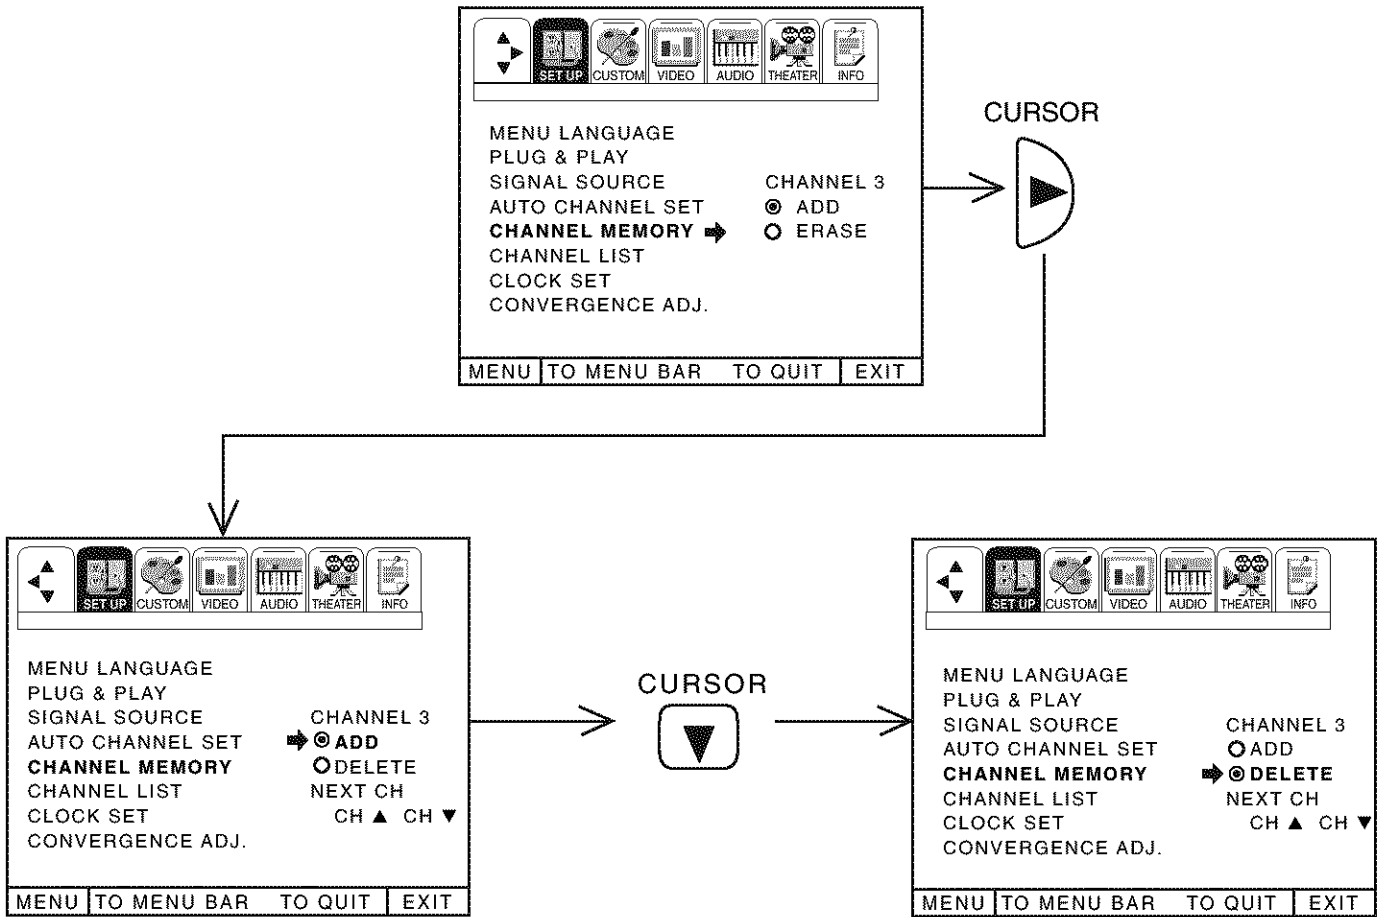 SET UP CUSTOM VIDEO AUDIO THEATER INFO
MENU LANGUAGE
PLUG & PLAY
SIGNAL SOURCE CHANNEL 3
AUTO CHANNEL SET ADD
CHANNEL MEMORY ERASE
CHANNEL LIST
CLOCK SET
CONVERGENCE ADJ.
MENU TO MENU BAR TO QUIT EXIT
CURSOR
SET UP CUSTOM VIDEO AUDIO THEATER INFO
MENU LANGUAGE
PLUG & PLAY
SIGNAL SOURCE CHANNEL 3
AUTO CHANNEL SET ADD
CHANNEL MEMORY DELETE
CHANNEL LIST NEXT CH
CLOCK SET CH ▲ CH ▼
CONVERGENCE ADJ.
MENU TO MENU BAR TO QUIT EXIT
CURSOR
SET UP CUSTOM VIDEO AUDIO THEATER INFO
MENU LANGUAGE
PLUG & PLAY
SIGNAL SOURCE CHANNEL 3
AUTO CHANNEL SET ADD
CHANNEL MEMORY DELETE
CHANNEL LIST NEXT CH
CLOCK SET CH ▲ CH ▼
CONVERGENCE ADJ.
MENU TO MENU BAR TO QUIT EXIT